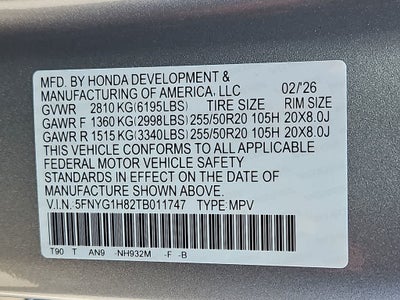 MFD. BY HONDA DEVELOPMENT &
MANUFACTURING OF AMERICA, LLC 02/'26
GVWR 2810 KG(6195LBS) TIRE SIZE RIM SIZE
GAWR F 1360 KG(2998LBS) 255/50R20 105H 20X8.0J
GAWR R 1515 KG(3340LBS) 255/50R20 105H 20X8.0J
THIS VEHICLE CONFORMS TO ALL APPLICABLE
FEDERAL MOTOR VEHICLE SAFETY
STANDARDS IN EFFECT ON THE DATE OF
MANUFACTURE SHOWN ABOVE.
V.I.N.: 5FNYG1H82TB011747 TYPE: MPV
T90 T AN9 -NH932M -F -B